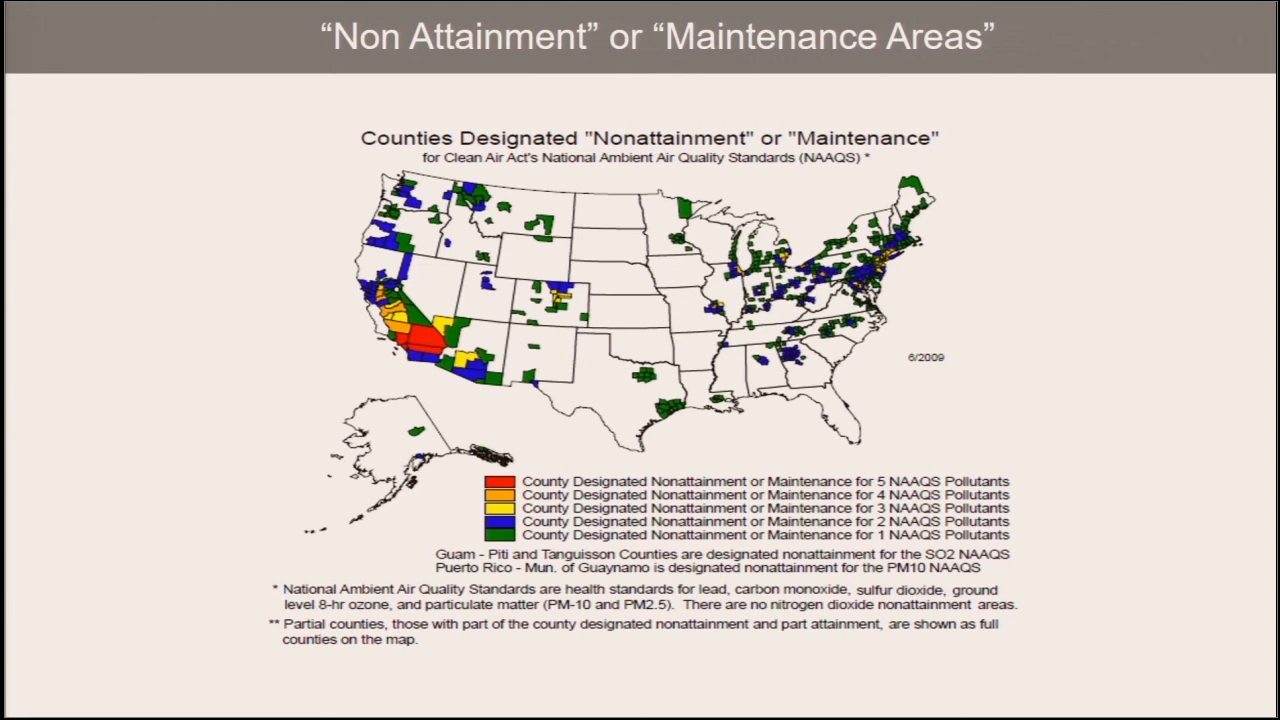 “Non Attainment” or “Maintenance Areas”
Counties Designated "Nonattainment" or "Maintenance"
for Clean Air Act's National Ambient Air Quality Standards (NAAQS) *
6/2009
County Designated Nonattainment or Maintenance for 5 NAAQS Pollutants
County Designated Nonattainment or Maintenance for 4 NAAQS Pollutants
County Designated Nonattainment or Maintenance for 3 NAAQS Pollutants
County Designated Nonattainment or Maintenance for 2 NAAQS Pollutants
County Designated Nonattainment or Maintenance for 1 NAAQS Pollutants
Guam - Piti and Tanguisson Counties are designated nonattainment for the SO2 NAAQS
Puerto Rico - Mun. of Guaynamo is designated nonattainment for the PM10 NAAQS
* National Ambient Air Quality Standards are health standards for lead, carbon monoxide, sulfur dioxide, ground
level 8-hr ozone, and particulate matter (PM-10 and PM2.5). There are no nitrogen dioxide nonattainment areas.
** Partial counties, those with part of the county designated nonattainment and part attainment, are shown as full
counties on the map.